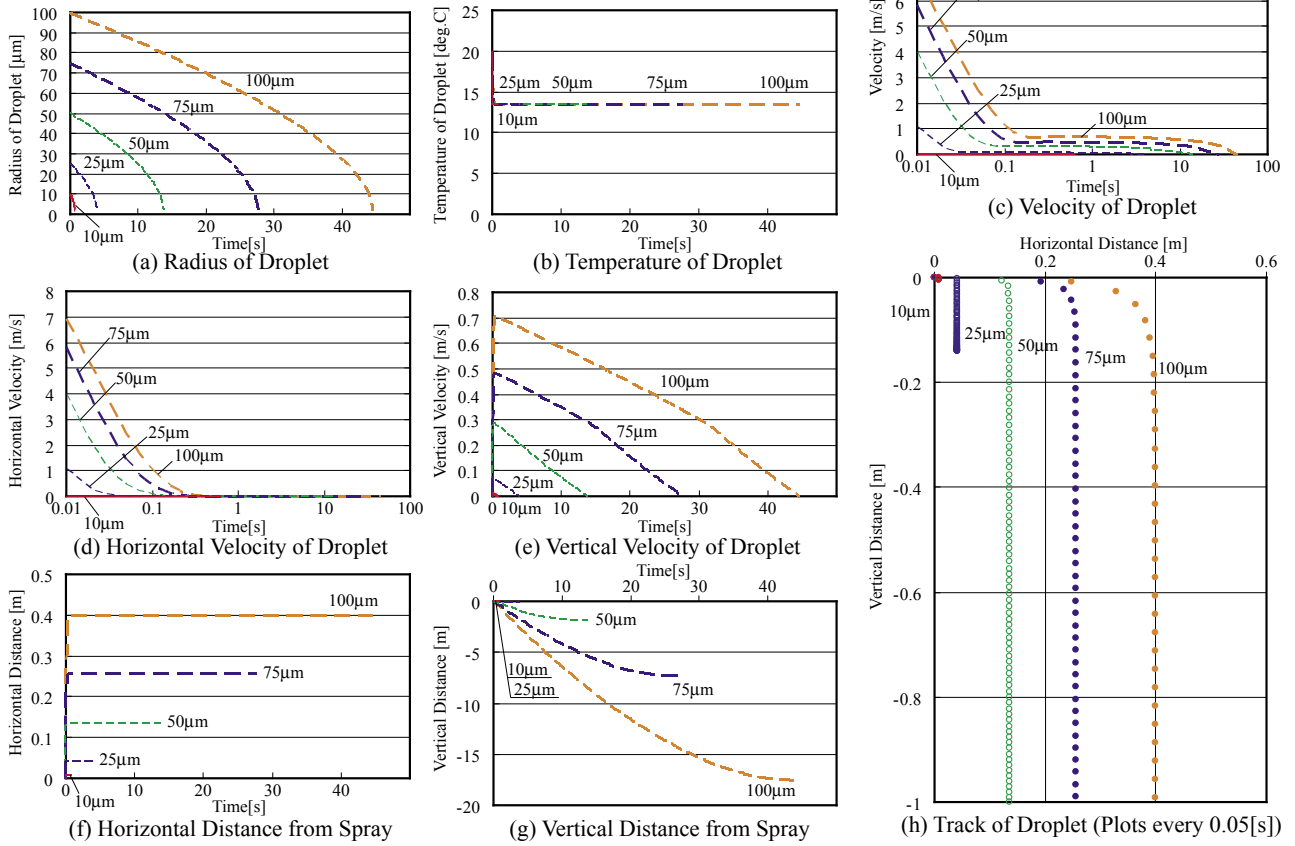 Radius of Droplet [µm]
100
90
80
70
60
50
40
30
20
10
0
100µm
75µm
50µm
25µm
10µm
0 10 20 30 40
Time[s]
(a) Radius of Droplet
Temperature of Droplet [deg.C]
25
20
15
10
5
0
25µm 50µm 75µm 100µm
10µm
0 10 20 30 40
Time[s]
(b) Temperature of Droplet
Velocity [m/s]
6
5
4
3
2
1
0
50µm
25µm
100µm
10µm
0.01 0.1 1 10 100
Time[s]
(c) Velocity of Droplet
Horizontal Velocity [m/s]
8
7
6
5
4
3
2
1
0
75µm
50µm
25µm
100µm
10µm
0.01 0.1 1 10 100
Time[s]
(d) Horizontal Velocity of Droplet
Vertical Velocity [m/s]
0.8
0.7
0.6
0.5
0.4
0.3
0.2
0.1
0
100µm
75µm
50µm
25µm
10µm
0 10 20 30 40
Time[s]
(e) Vertical Velocity of Droplet
Horizontal Distance [m]
0.5
0.4
0.3
0.2
0.1
0
100µm
75µm
50µm
25µm
10µm
0 10 20 30 40
Time[s]
(f) Horizontal Distance from Spray
Time[s]
0 10 20 30 40
Vertical Distance [m]
0
-5
-10
-15
-20
50µm
10µm
25µm
75µm
100µm
(g) Vertical Distance from Spray
Horizontal Distance [m]
0 0.2 0.4 0.6
Vertical Distance [m]
0
-0.2
-0.4
-0.6
-0.8
-1
10µm
25µm
50µm
75µm
100µm
(h) Track of Droplet (Plots every 0.05[s])